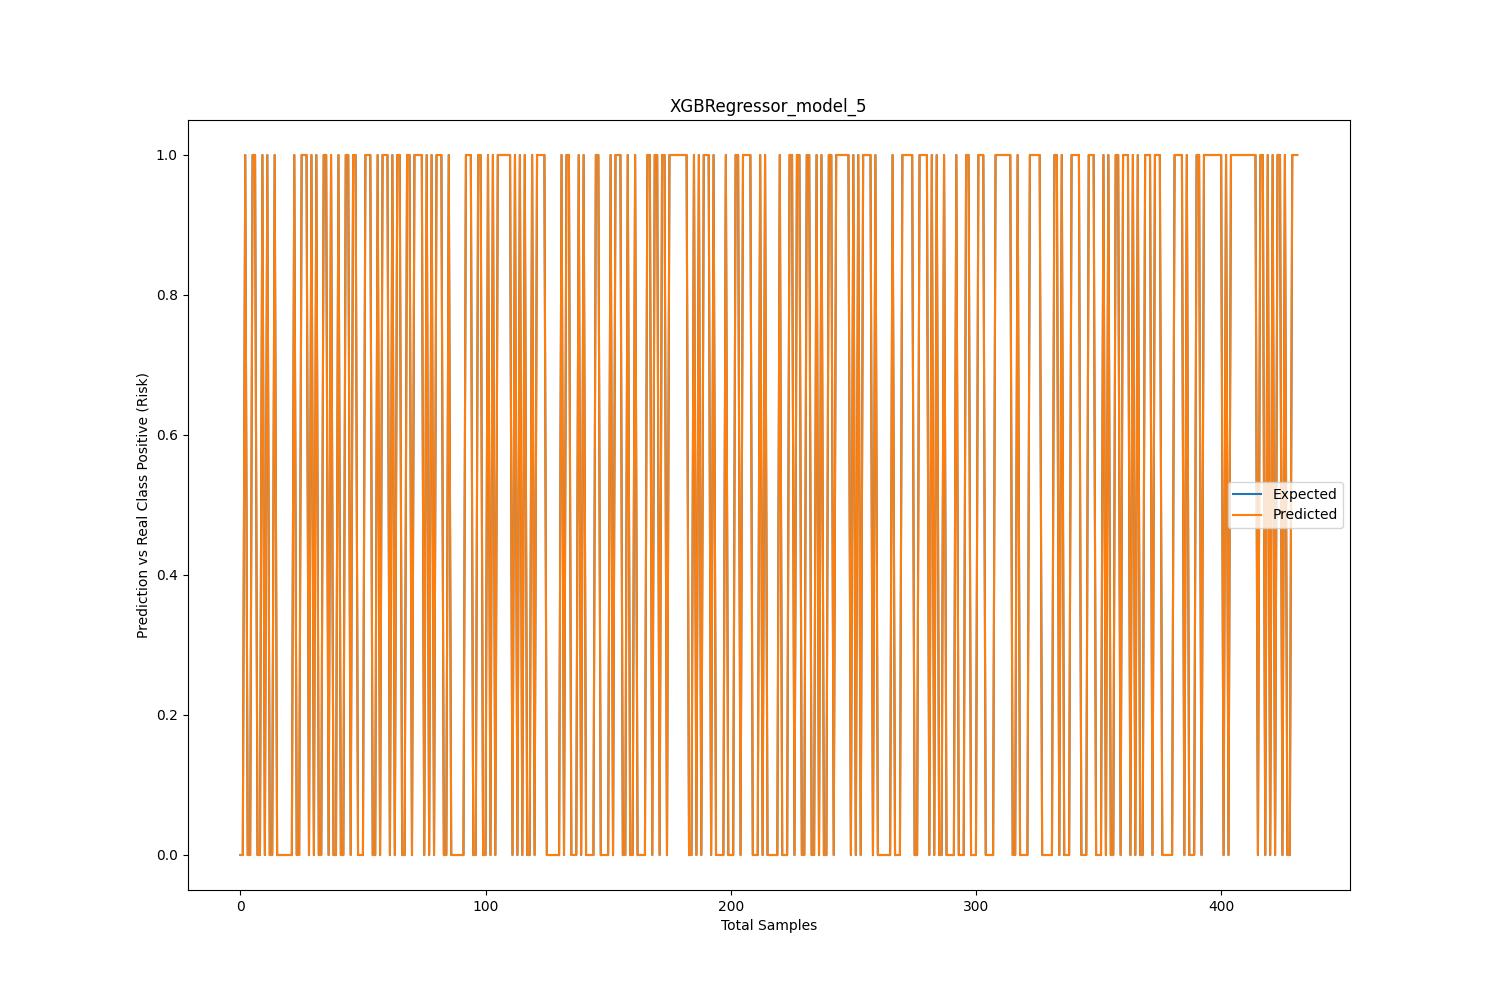 XGBRegressor_model_5
1.0
0.8
0.6
0.4
0.2
0.0
Prediction vs Real Class Positive (Risk)
Expected
Predicted
0
100
200
300
400
Total Samples